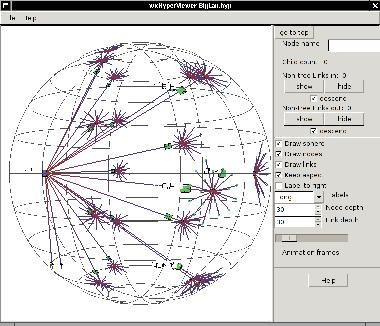 wxHyperViewer BigLan.hyp
File Help
go to top
Node name
Child count: 0
Non-tree Links in: 0
show hide
descend
Non-tree Links out: 0
show hide
descend
Draw sphere
Draw nodes
Draw links
Keep aspect
Label to right
long Labels
30 Node depth
30 Link depth
Animation frames
Help